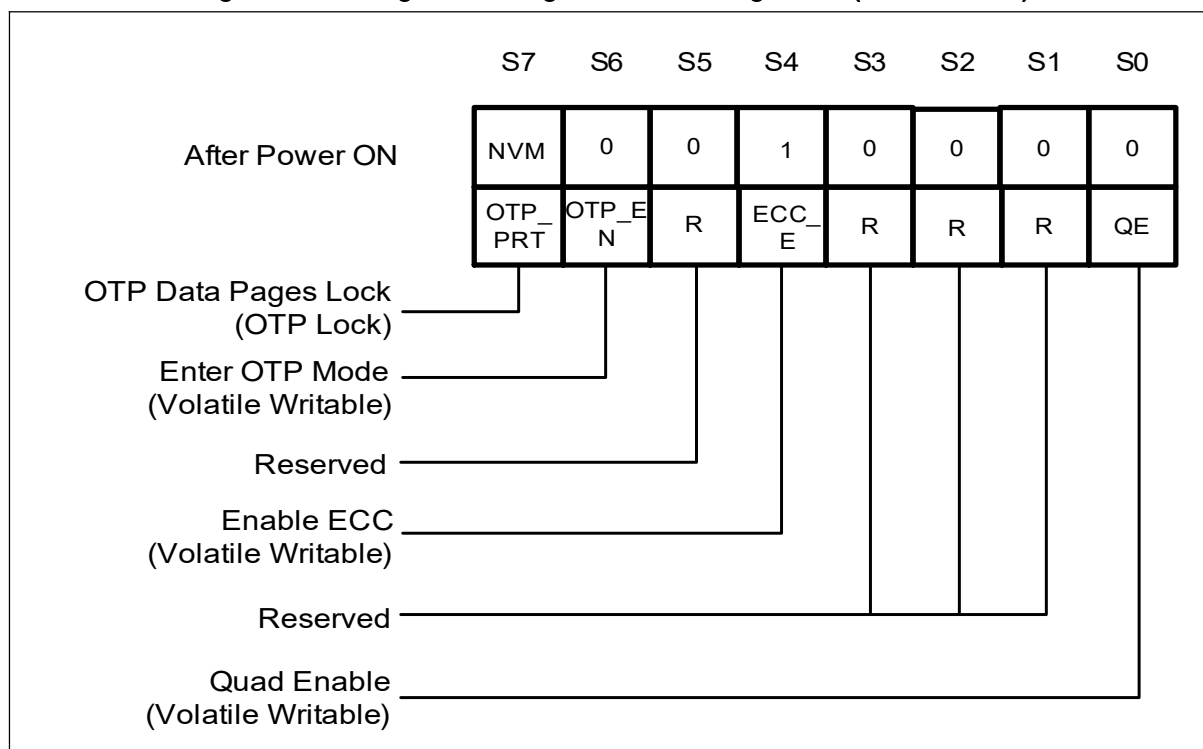 S7 S6 S5 S4 S3 S2 S1 S0
After Power ON NVM 0 0 1 0 0 0 0
OTP_
PRT
OTP_E
N
R
ECC_
E
R
R
R
QE
OTP Data Pages Lock
(OTP Lock)
Enter OTP Mode
(Volatile Writable)
Reserved
Enable ECC
(Volatile Writable)
Reserved
Quad Enable
(Volatile Writable)